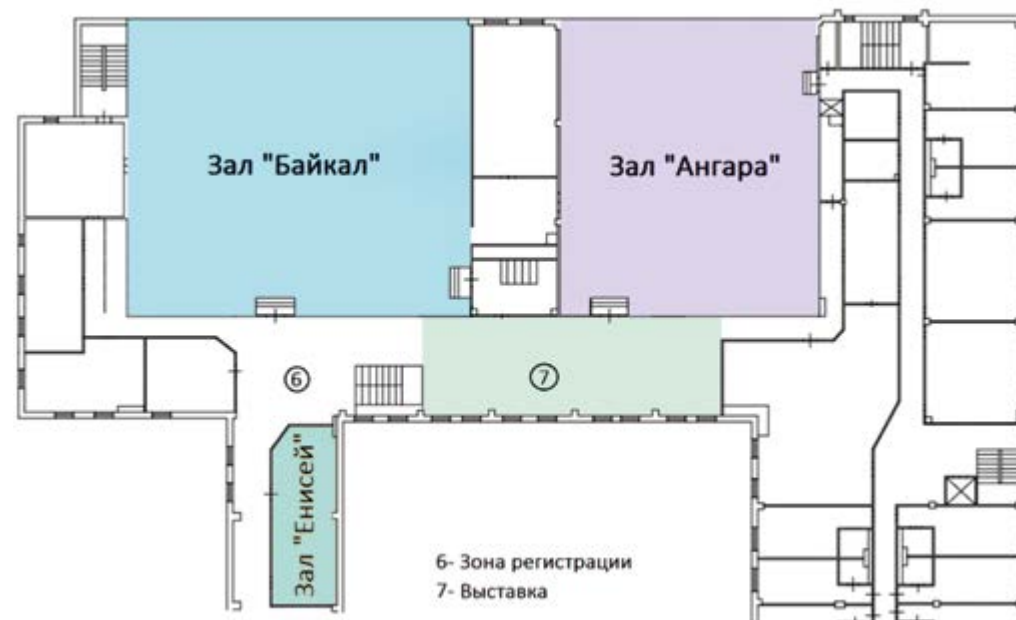 Зал "Байкал"
Зал "Ангара"
6
7
Зал "Енисей"
6- Зона регистрации
7- Выставка